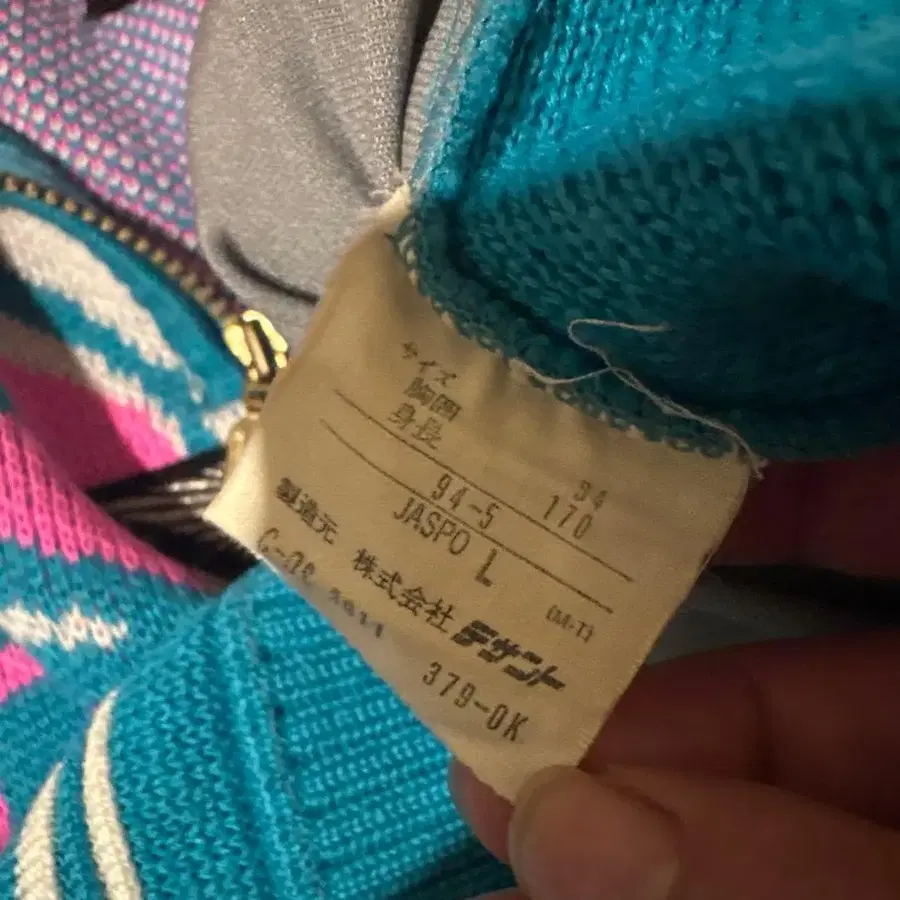 サイズ
胸囲 94
身長 170
94-5
JASPO L
(M・T)
製造元 株式会社デサント
379-0K